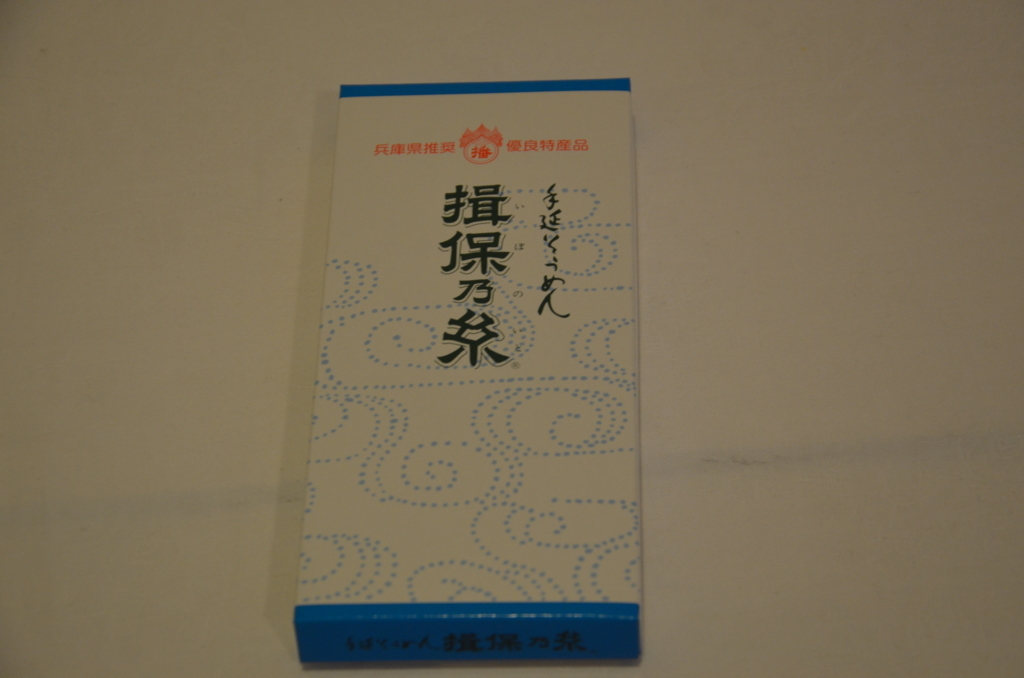 兵庫県推奨 播 優良特産品
手延そうめん
揖保乃糸
いぼのいと
®
手延そうめん 揖保乃糸